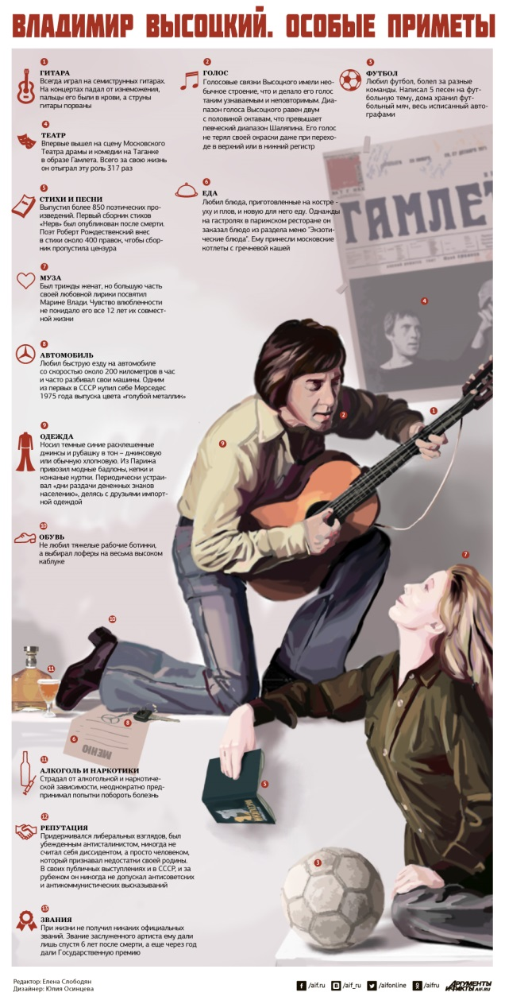 ВЛАДИМИР ВЫСОЦКИЙ. ОСОБЫЕ ПРИМЕТЫ
1
ГИТАРА
Всегда играл на семиструнных гитарах.
На концертах падал от изнеможения,
пальцы его были в крови, а струны
гитары порваны
2
ГОЛОС
Голосовые связки Высоцкого имели нео-
бычное строение, что и делало его голос
таким узнаваемым и неповторимым. Диа-
пазон голоса Высоцкого равен двум
с половиной октавам, что превышает
певческий диапазон Шаляпина. Его голос
не терял своей окраски даже при перехо-
де в верхний или в нижний регистр
3
ФУТБОЛ
Любил футбол, болел за разные
команды. Написал 5 песен на фут-
больную тему, дома хранил фут-
больный мяч, весь исписанный авто-
графами
4
ТЕАТР
Впервые вышел на сцену Московского
Театра драмы и комедии на Таганке
в образе Гамлета. Всего за свою жизнь
он отыграл эту роль 317 раз
5
СТИХИ И ПЕСНИ
Выпустил более 850 поэтических про-
изведений. Первый сборник стихов
«Нерв» был опубликован после смерти.
Поэт Роберт Рождественский внес
в стихи около 400 правок, чтобы сбор-
ник пропустила цензура
6
ЕДА
Любил блюда, приготовленные на костре -
уху и плов, и новую для него еду. Однажды
на гастролях в парижском ресторане он
заказал блюдо из раздела меню "Экзоти-
ческие блюда". Ему принесли московские
котлеты с гречневой кашей
7
МУЗА
Был трижды женат, но большую часть
своей любовной лирики посвятил
Марине Влади. Чувство влюбленности
не покидало его все 12 лет их совмест-
ной жизни
8
АВТОМОБИЛЬ
Любил быструю езду на автомобиле
со скоростью около 200 километров в час
и часто разбивал свои машины. Одним
из первых в СССР купил себе Мерседес
1975 года выпуска цвета «голубой металлик»
9
ОДЕЖДА
Носил темные синие расклешенные
джинсы и рубашку в тон – джинсовую
или обычную хлопковую. Из Парижа
привозил модные бадлоны, кепки и
кожаные куртки. Периодически устраи-
вал «дни раздачи денежных знаков
населению», делясь с друзьями импорт-
ной одеждой
10
ОБУВЬ
Не любил тяжелые рабочие ботинки,
а выбирал лоферы на весьма высоком
каблуке
ГАМЛЕТ
4
2
1
9
7
10
11
8
6
МЕНЮ
5
3
11
АЛКОГОЛЬ И НАРКОТИКИ
Страдал от алкогольной и наркотиче-
ской зависимости, неоднократно пред-
принимал попытки побороть болезнь
12
РЕПУТАЦИЯ
Придерживался либеральных взглядов, был
убежденным антисталинистом, никогда не
считал себя диссидентом, а просто человеком,
который признавал недостатки своей родины.
В своих публичных выступлениях и в СССР, и за
рубежом он никогда не допускал антисоветских
и антикоммунистических высказываний
13
ЗВАНИЯ
При жизни не получил никаких официальных
званий. Звание заслуженного артиста ему дали
лишь спустя 6 лет после смерти, а еще через год
дали Государственную премию
Редактор: Елена Слободян
Дизайнер: Юлия Осинцева
/aif.ru /aif_ru /aifonline /aifru
АРГУМЕНТЫ
И ФАКТЫ AIF.RU